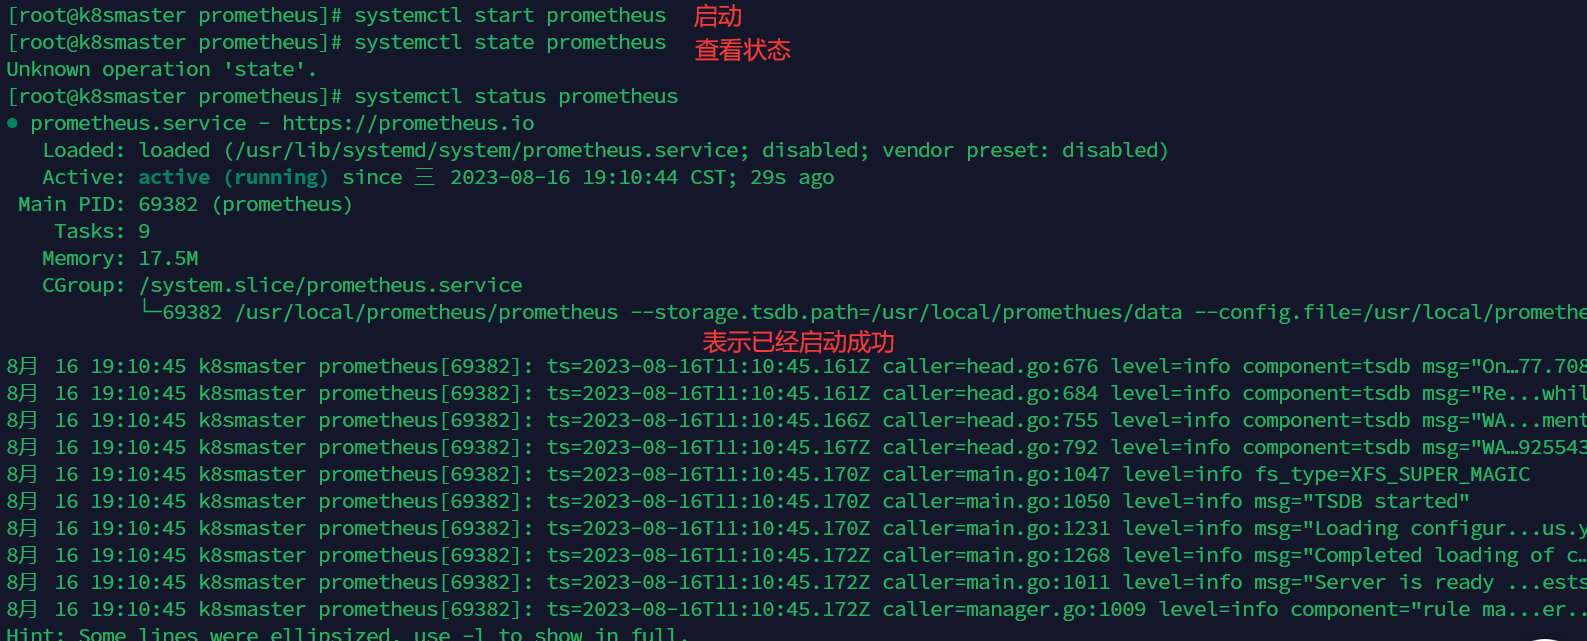 [root@k8smaster prometheus]# systemctl start prometheus 启动
[root@k8smaster prometheus]# systemctl state prometheus 查看状态
Unknown operation 'state'.
[root@k8smaster prometheus]# systemctl status prometheus
● prometheus.service - https://prometheus.io
Loaded: loaded (/usr/lib/systemd/system/prometheus.service; disabled; vendor preset: disabled)
Active: active (running) since 三 2023-08-16 19:10:44 CST; 29s ago
Main PID: 69382 (prometheus)
Tasks: 9
Memory: 17.5M
CGroup: /system.slice/prometheus.service
└─69382 /usr/local/prometheus/prometheus --storage.tsdb.path=/usr/local/promethues/data --config.file=/usr/local/promethe
表示已经启动成功
8月 16 19:10:45 k8smaster prometheus[69382]: ts=2023-08-16T11:10:45.161Z caller=head.go:676 level=info component=tsdb msg="On…77.708
8月 16 19:10:45 k8smaster prometheus[69382]: ts=2023-08-16T11:10:45.161Z caller=head.go:684 level=info component=tsdb msg="Re...whil
8月 16 19:10:45 k8smaster prometheus[69382]: ts=2023-08-16T11:10:45.166Z caller=head.go:755 level=info component=tsdb msg="WA...ment
8月 16 19:10:45 k8smaster prometheus[69382]: ts=2023-08-16T11:10:45.167Z caller=head.go:792 level=info component=tsdb msg="WA…925543
8月 16 19:10:45 k8smaster prometheus[69382]: ts=2023-08-16T11:10:45.170Z caller=main.go:1047 level=info fs_type=XFS_SUPER_MAGIC
8月 16 19:10:45 k8smaster prometheus[69382]: ts=2023-08-16T11:10:45.170Z caller=main.go:1050 level=info msg="TSDB started"
8月 16 19:10:45 k8smaster prometheus[69382]: ts=2023-08-16T11:10:45.170Z caller=main.go:1231 level=info msg="Loading configur...us.y
8月 16 19:10:45 k8smaster prometheus[69382]: ts=2023-08-16T11:10:45.172Z caller=main.go:1268 level=info msg="Completed loading of c…
8月 16 19:10:45 k8smaster prometheus[69382]: ts=2023-08-16T11:10:45.172Z caller=main.go:1011 level=info msg="Server is ready ...ests
8月 16 19:10:45 k8smaster prometheus[69382]: ts=2023-08-16T11:10:45.172Z caller=manager.go:1009 level=info component="rule ma...er..
Hint: Some lines were ellipsized, use -l to show in full.